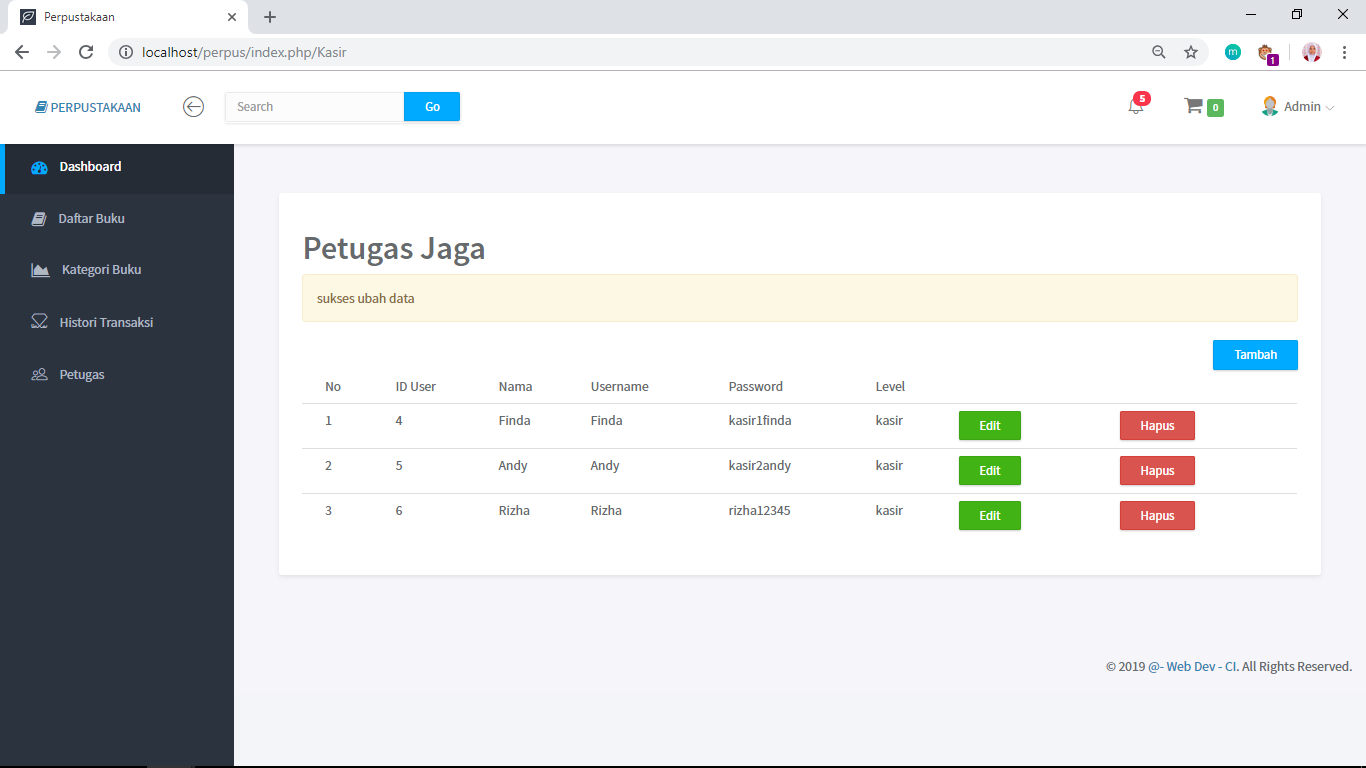 Perpustakaan
localhost/perpus/index.php/Kasir
m
1
PERPUSTAKAAN
Search
Go
5
0
Admin
Dashboard
Daftar Buku
Kategori Buku
Histori Transaksi
Petugas
Petugas Jaga
sukses ubah data
Tambah
No ID User Nama Username Password Level
1 4 Finda Finda kasir1finda kasir Edit Hapus
2 5 Andy Andy kasir2andy kasir Edit Hapus
3 6 Rizha Rizha rizha12345 kasir Edit Hapus
© 2019 @- Web Dev - CI. All Rights Reserved.